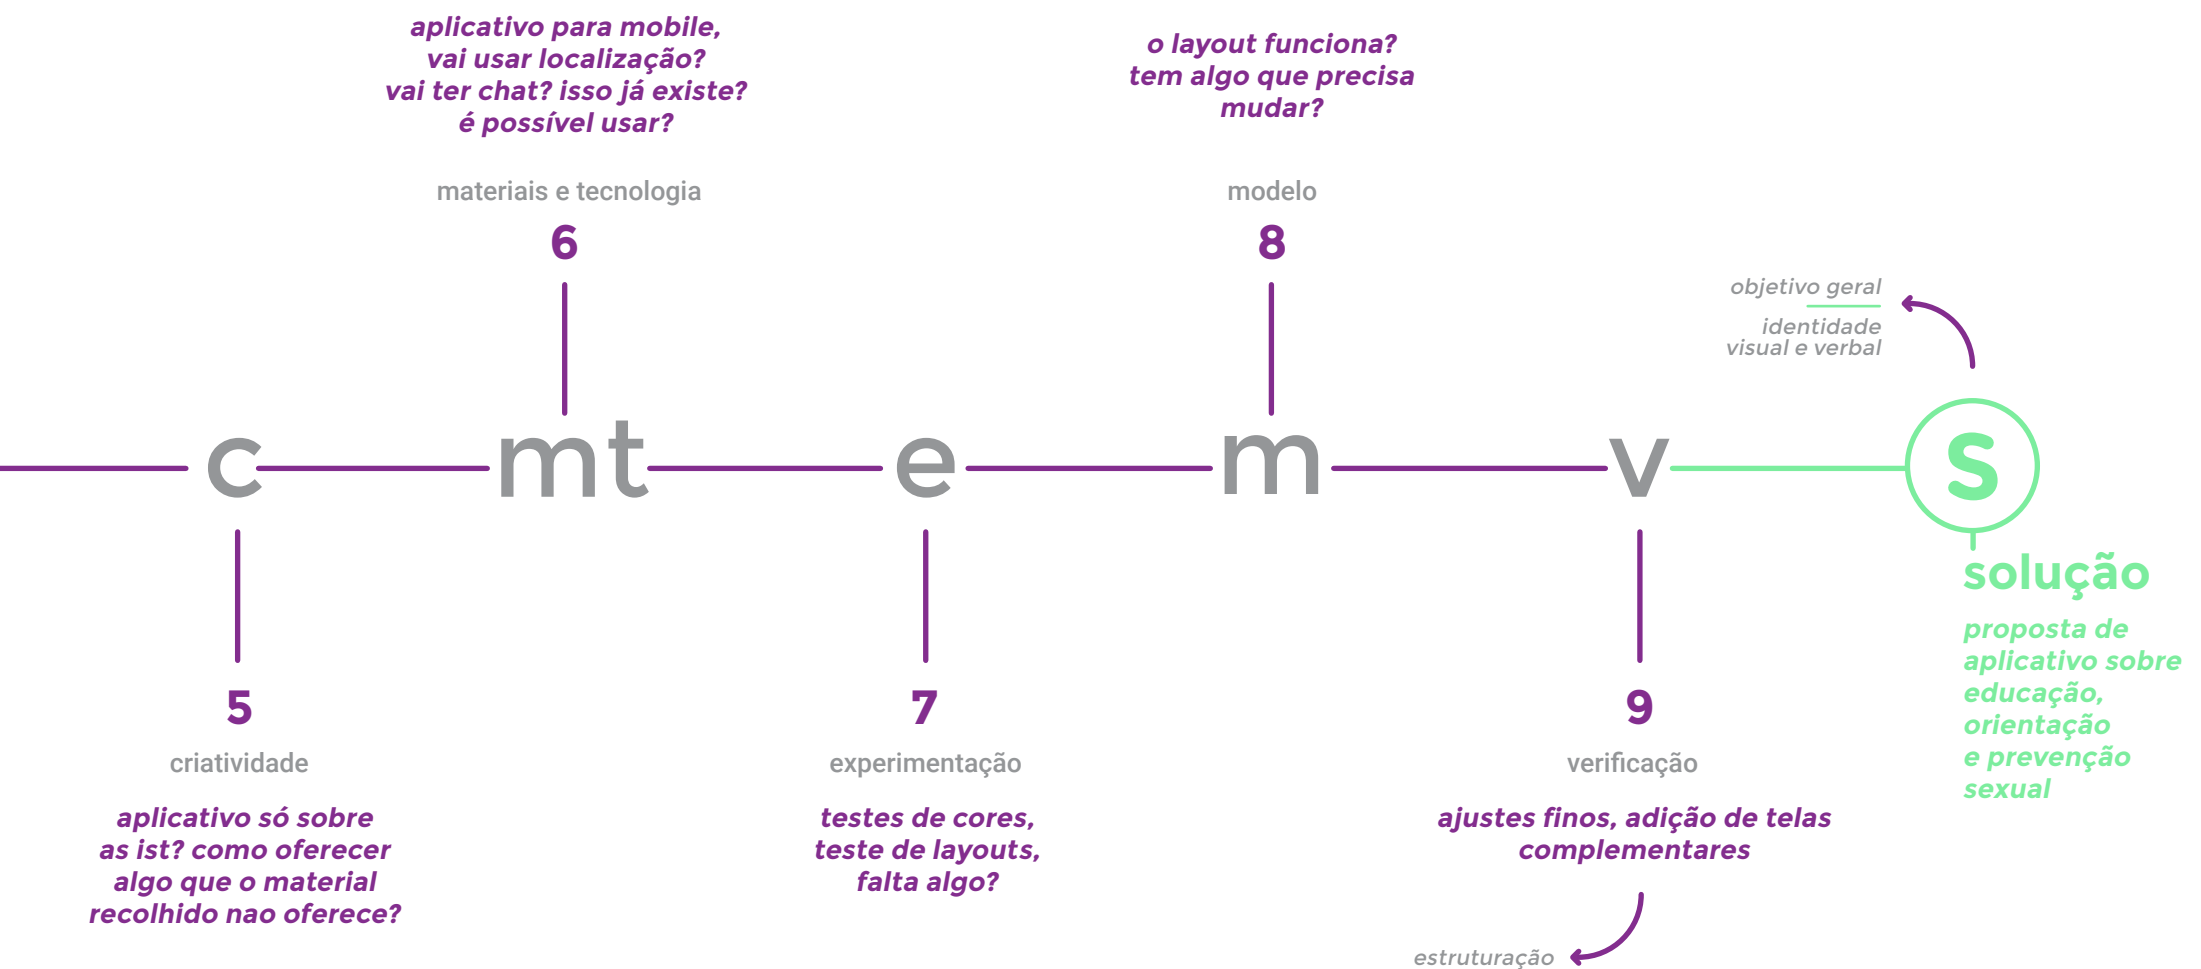 aplicativo para mobile,
vai usar localização?
vai ter chat? isso já existe?
é possível usar?
materiais e tecnologia
6
o layout funciona?
tem algo que precisa
mudar?
modelo
8
objetivo geral
identidade
visual e verbal
c
mt
e
m
v
s
5
criatividade
aplicativo só sobre
as ist? como oferecer
algo que o material
recolhido nao oferece?
7
experimentação
testes de cores,
teste de layouts,
falta algo?
9
verificação
ajustes finos, adição de telas
complementares
estruturação
solução
proposta de
aplicativo sobre
educação,
orientação
e prevenção
sexual